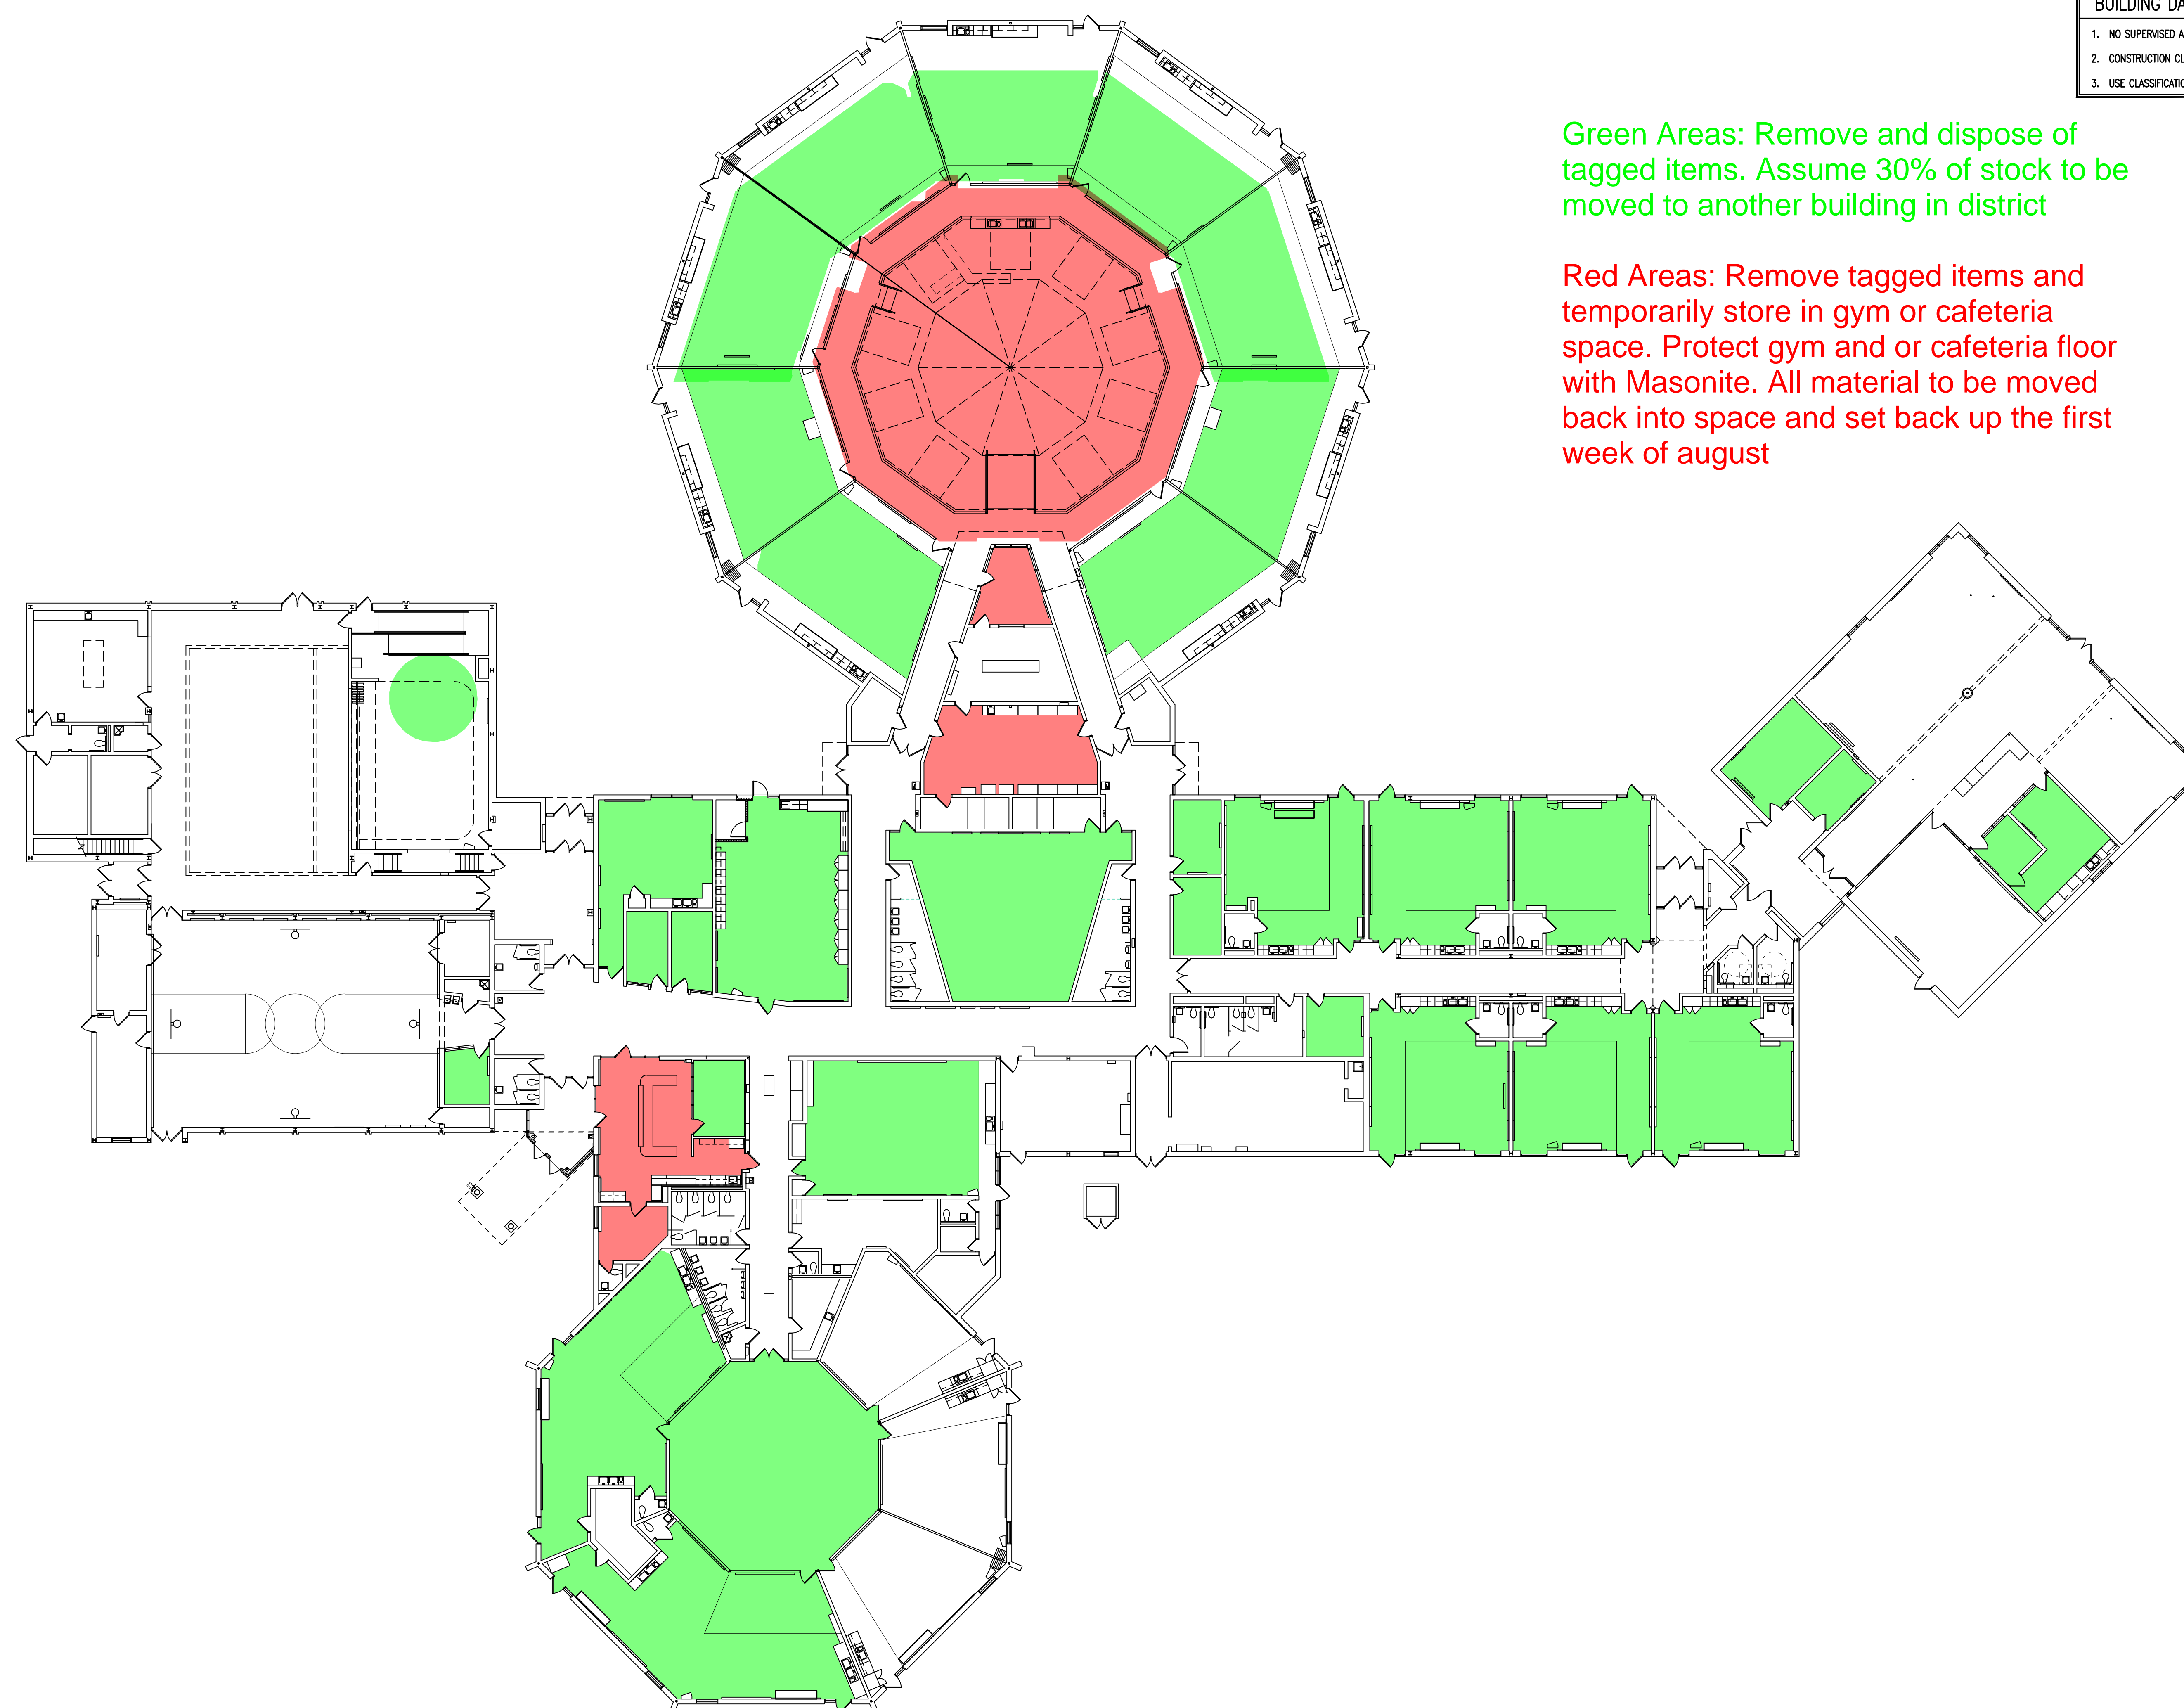 BUILDING
1. NO SUPERVISED
2. CONSTRUCTION
3. USE
Green Areas: Remove and dispose of
tagged items. Assume 30% of stock to be
moved to another building in district
Red Areas: Remove tagged items and
temporarily store in gym or cafeteria
space. Protect gym and or cafeteria floor
with Masonite. All material to be moved
back into space and set back up the first
week of august